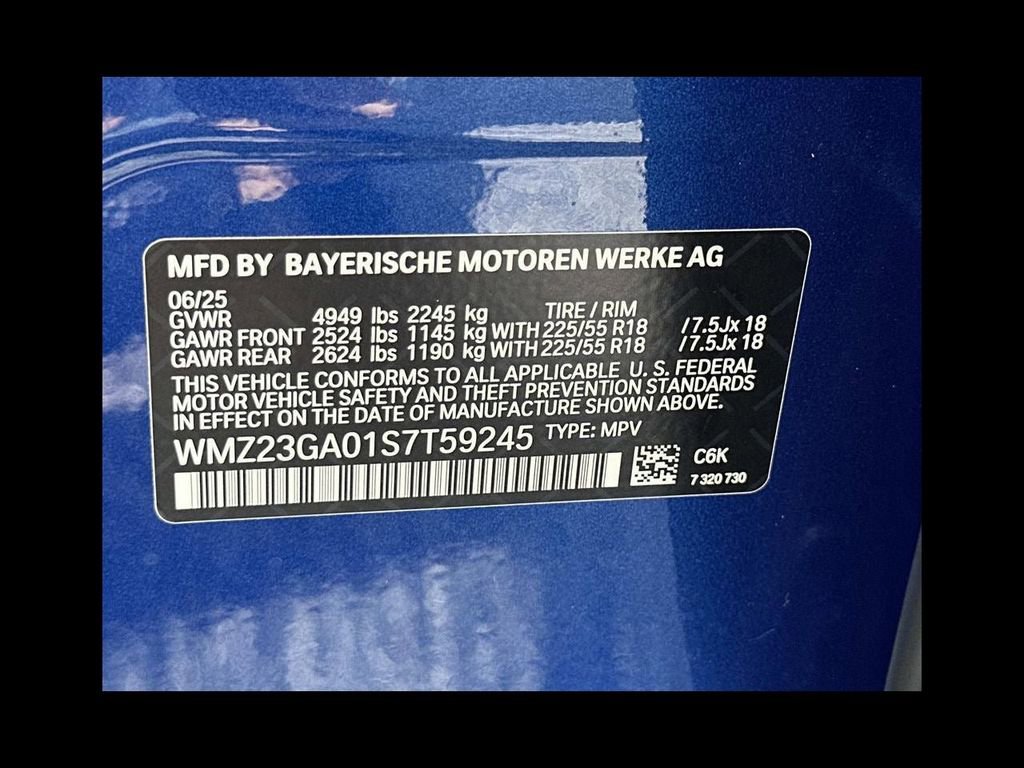 MFD BY BAYERISCHE MOTOREN WERKE AG
06/25 TIRE / RIM
GVWR 4949 lbs 2245 kg
GAWR FRONT 2524 lbs 1145 kg WITH 225/55 R18 / 7.5Jx 18
GAWR REAR 2624 lbs 1190 kg WITH 225/55 R18 / 7.5Jx 18
THIS VEHICLE CONFORMS TO ALL APPLICABLE U. S. FEDERAL
MOTOR VEHICLE SAFETY AND THEFT PREVENTION STANDARDS
IN EFFECT ON THE DATE OF MANUFACTURE SHOWN ABOVE.
WMZ23GA01S7T59245 TYPE: MPV
C6K
7 320 730